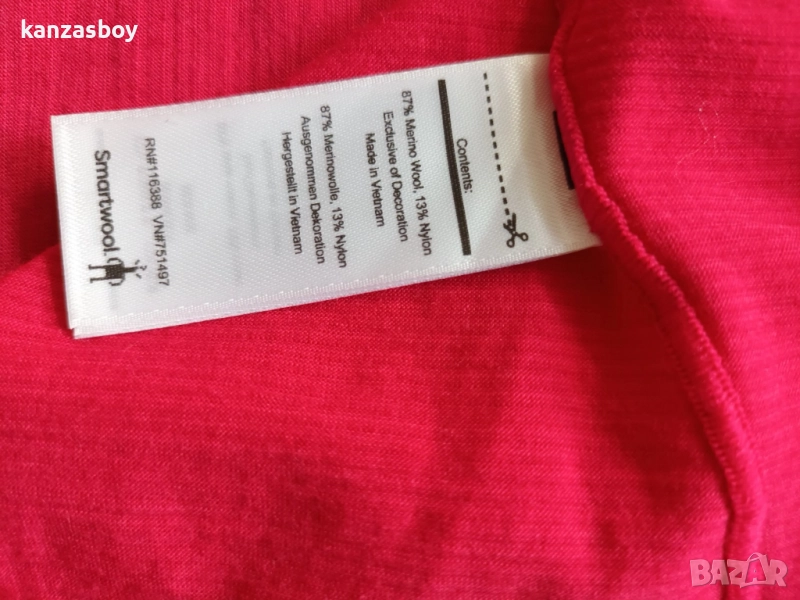 kanzasboy
Contents:
87% Merino Wool, 13% Nylon
Exclusive of Decoration
Made in Vietnam
87% Merinowolle, 13% Nylon
Ausgenommen Dekoration
Hergestellt in Vietnam
RN#116388 VN#751497
Smartwool.
BAZAR